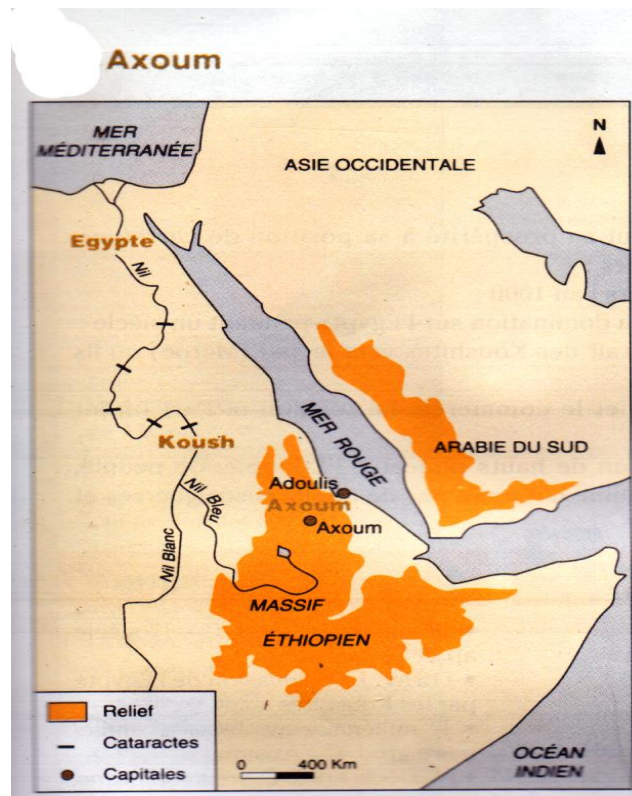 Axoum
N
MER
MÉDITERRANÉE
ASIE OCCIDENTALE
Egypte
Nil
MER ROUGE
Koush
ARABIE DU SUD
Adoulis
Axoum
Axoum
Nil Bleu
Nil Blanc
MASSIF
ÉTHIOPIEN
Relief
Cataractes
Capitales
0 400 Km
OCÉAN
INDIEN